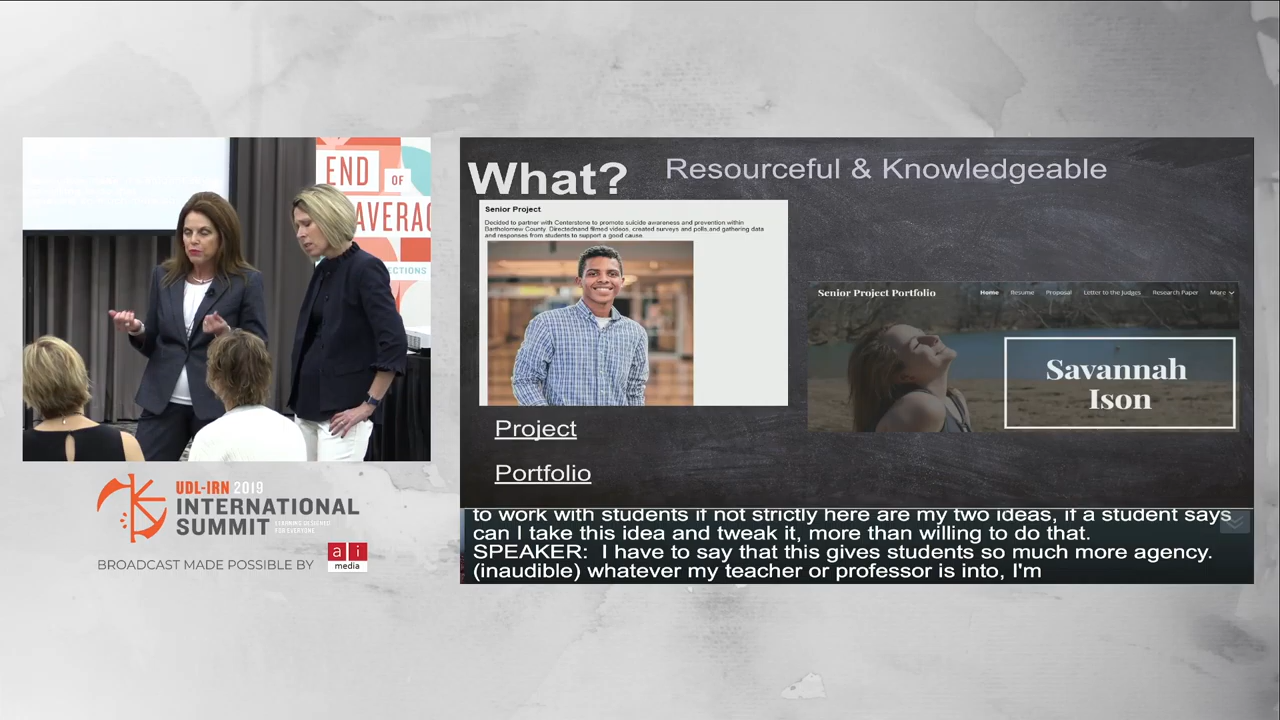 END OF
AVERAG
ECTIONS
UDL-IRN 2019
INTERNATIONAL
SUMMIT LEARNING DESIGNED
FOR EVERYONE
BROADCAST MADE POSSIBLE BY ai
media
What? Resourceful & Knowledgeable
Senior Project
Decided to partner with Centerstone to promote suicide awareness and prevention within
Bartholomew County. Directednand filmed videos, created surveys and polls,and gathering data
and responses from students to support a good cause.
Senior Project Portfolio Home Resume Proposal Letter to the Judges Research Paper More
Savannah
Ison
Project
Portfolio
to work with students if not strictly here are my two ideas, if a student says
can I take this idea and tweak it, more than willing to do that.
SPEAKER: I have to say that this gives students so much more agency.
(inaudible) whatever my teacher or professor is into, I'm